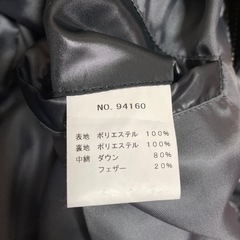 NO. 94160
表地 ポリエステル 100%
裏地 ポリエステル 100%
中綿 ダウン 80%
フェザー 20%